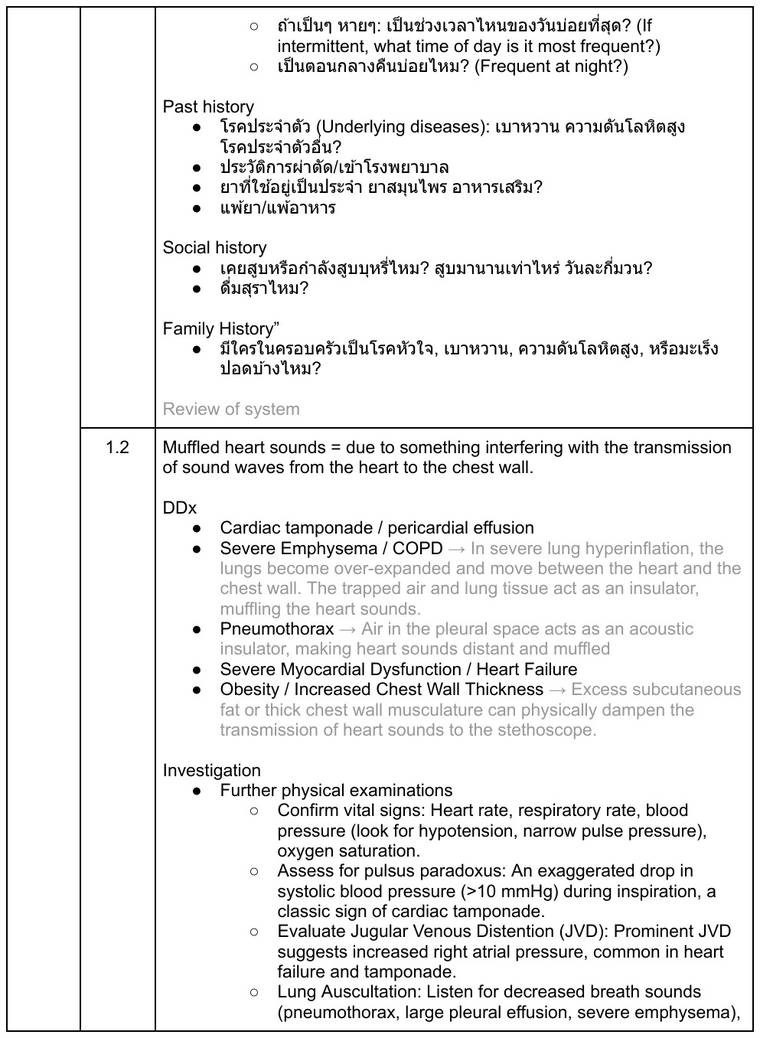 ○ ถ้าเป็นๆ หายๆ: เป็นช่วงเวลาไหนของวันบ่อยที่สุด? (If
intermittent, what time of day is it most frequent?)
○ เป็นตอนกลางคืนบ่อยไหม? (Frequent at night?)
Past history
● โรคประจำตัว (Underlying diseases): เบาหวาน ความดันโลหิตสูง
โรคประจำตัวอื่น?
● ประวัติการผ่าตัด/เข้าโรงพยาบาล
● ยาที่ใช้อยู่เป็นประจำ ยาสมุนไพร อาหารเสริม?
● แพ้ยา/แพ้อาหาร
Social history
● เคยสูบหรือกำลังสูบบุหรี่ไหม? สูบมานานเท่าไหร่ วันละกี่มวน?
● ดื่มสุราไหม?
Family History”
● มีใครในครอบครัวเป็นโรคหัวใจ, เบาหวาน, ความดันโลหิตสูง, หรือมะเร็ง
ปอดบ้างไหม?
Review of system
1.2 Muffled heart sounds = due to something interfering with the transmission
of sound waves from the heart to the chest wall.
DDx
● Cardiac tamponade / pericardial effusion
● Severe Emphysema / COPD → In severe lung hyperinflation, the
lungs become over-expanded and move between the heart and the
chest wall. The trapped air and lung tissue act as an insulator,
muffling the heart sounds.
● Pneumothorax → Air in the pleural space acts as an acoustic
insulator, making heart sounds distant and muffled
● Severe Myocardial Dysfunction / Heart Failure
● Obesity / Increased Chest Wall Thickness → Excess subcutaneous
fat or thick chest wall musculature can physically dampen the
transmission of heart sounds to the stethoscope.
Investigation
● Further physical examinations
○ Confirm vital signs: Heart rate, respiratory rate, blood
pressure (look for hypotension, narrow pulse pressure),
oxygen saturation.
○ Assess for pulsus paradoxus: An exaggerated drop in
systolic blood pressure (>10 mmHg) during inspiration, a
classic sign of cardiac tamponade.
○ Evaluate Jugular Venous Distention (JVD): Prominent JVD
suggests increased right atrial pressure, common in heart
failure and tamponade.
○ Lung Auscultation: Listen for decreased breath sounds
(pneumothorax, large pleural effusion, severe emphysema),